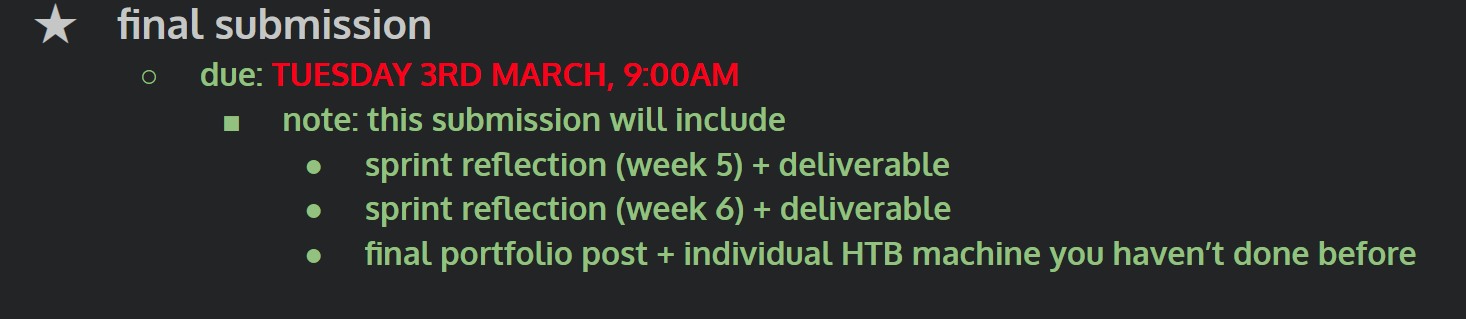 final submission
due: TUESDAY 3RD MARCH, 9:00AM
note: this submission will include
sprint reflection (week 5) + deliverable
sprint reflection (week 6) + deliverable
final portfolio post + individual HTB machine you haven’t done before